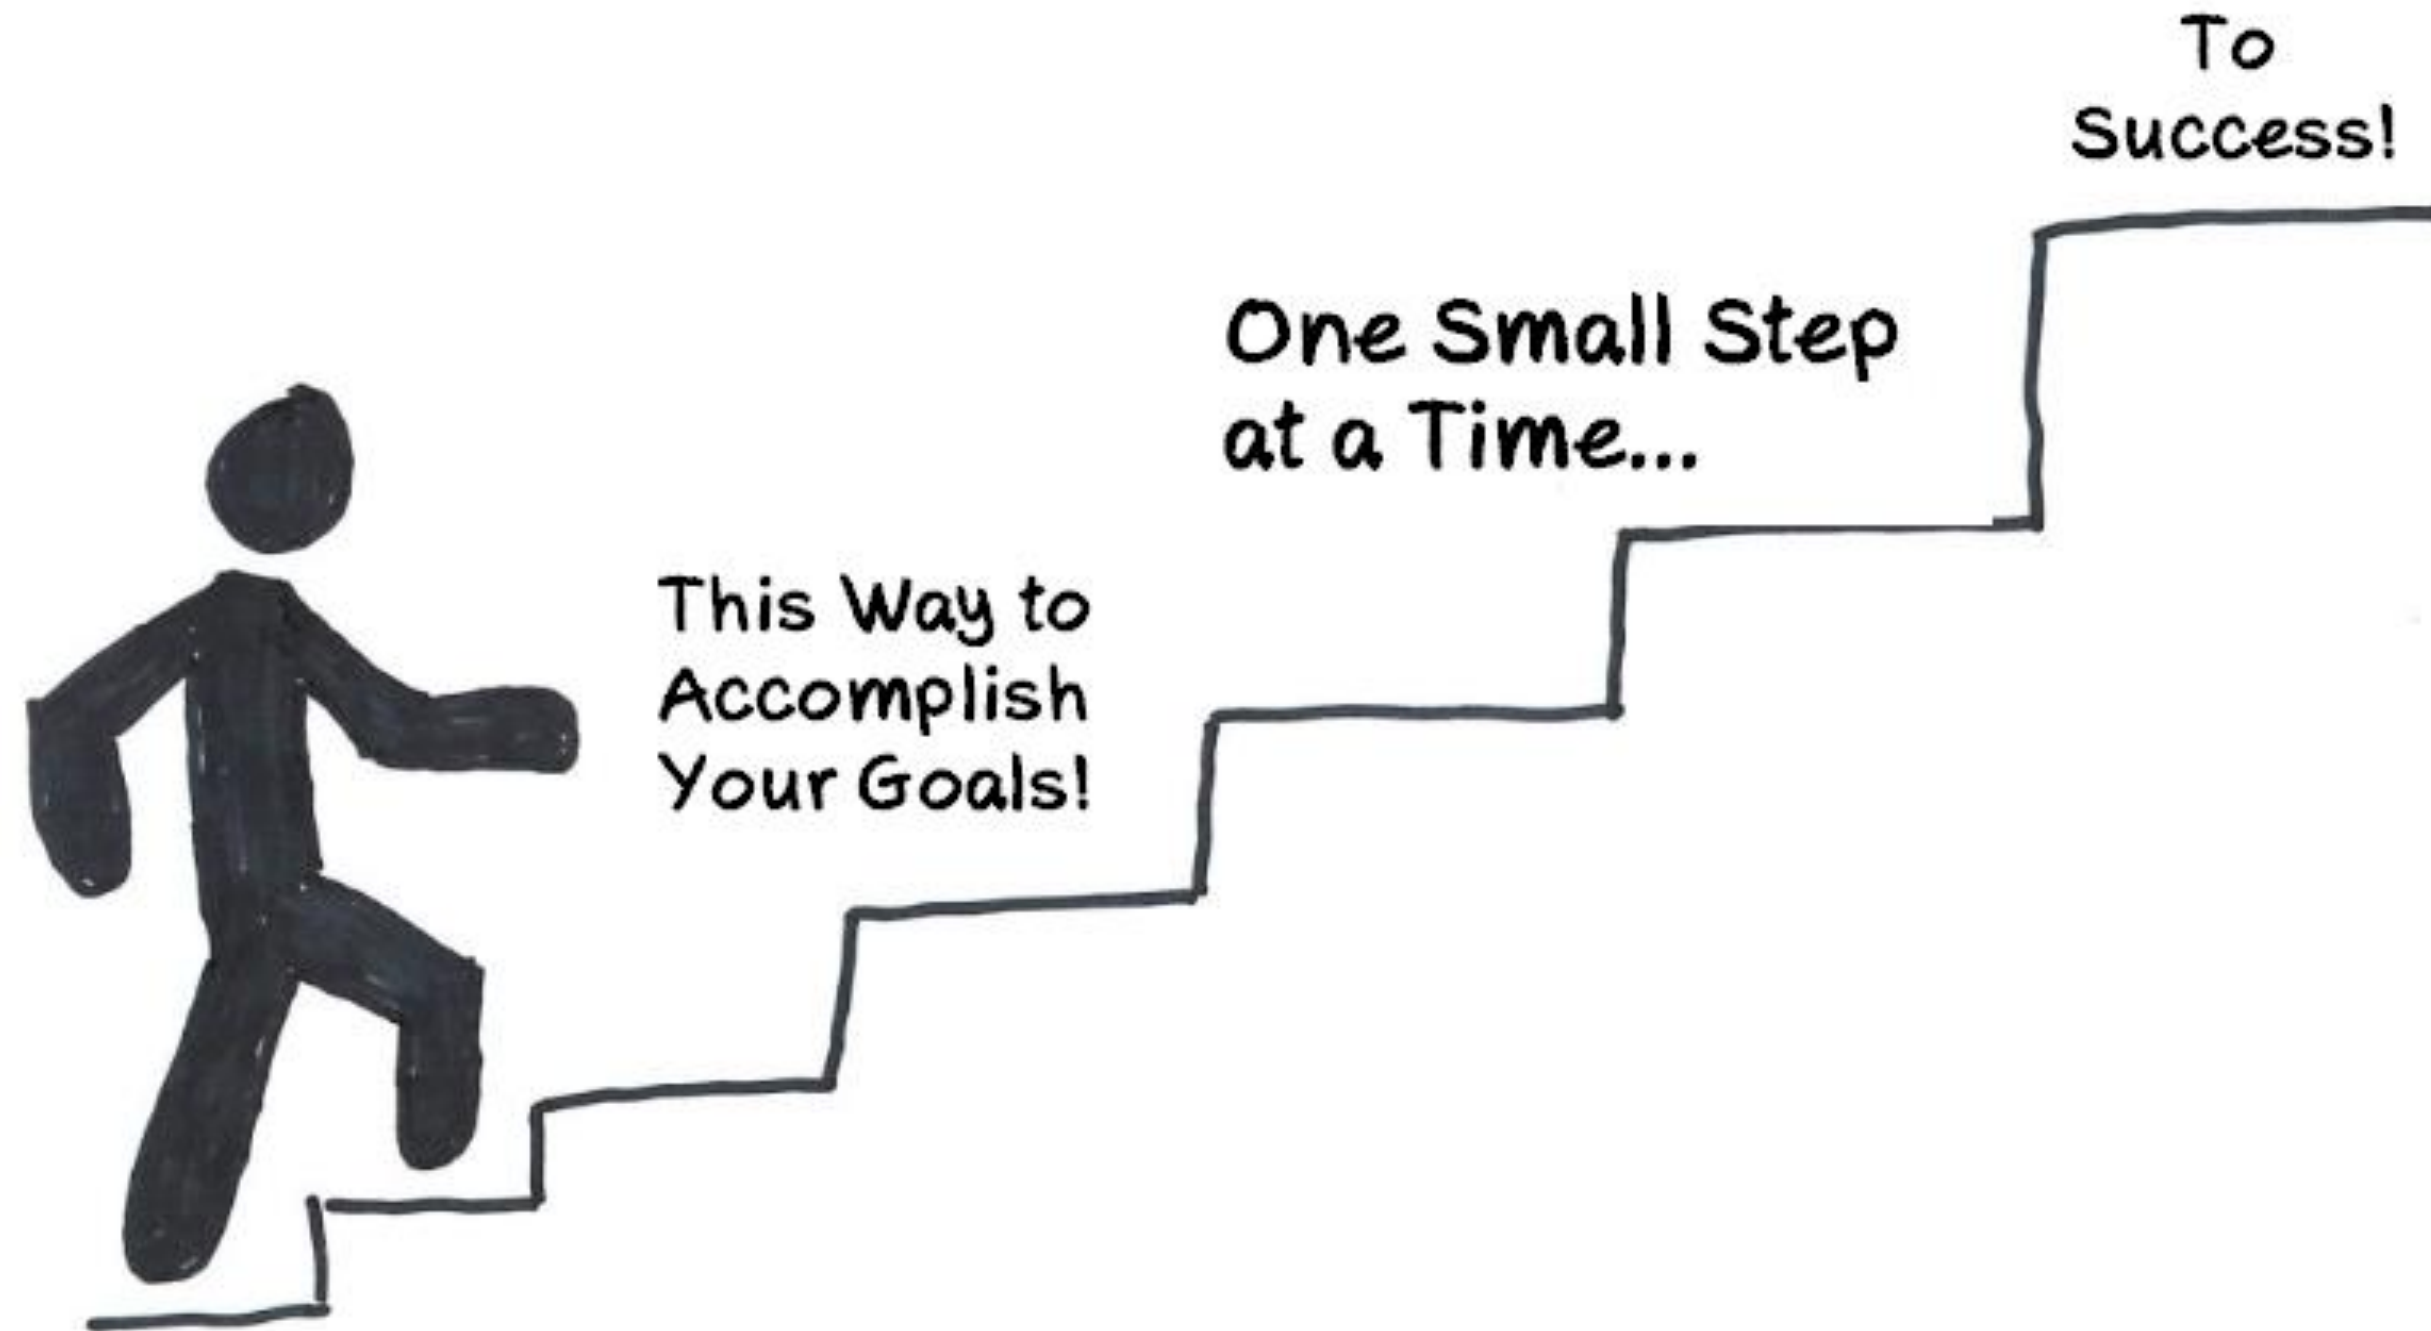 This Way to
Accomplish
Your Goals!
One Small Step
at a Time...
To
Success!